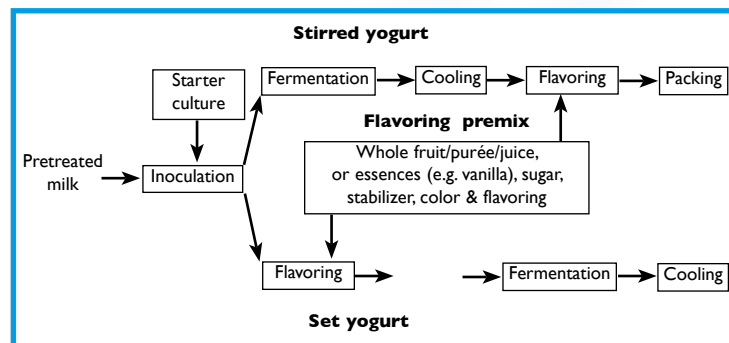 Stirred yogurt
Starter
culture
Fermentation
Cooling
Flavoring
Packing
Flavoring premix
Pretreated
milk
Inoculation
Whole fruit/purée/juice,
or essences (e.g. vanilla), sugar,
stabilizer, color & flavoring
Flavoring
Fermentation
Cooling
Set yogurt